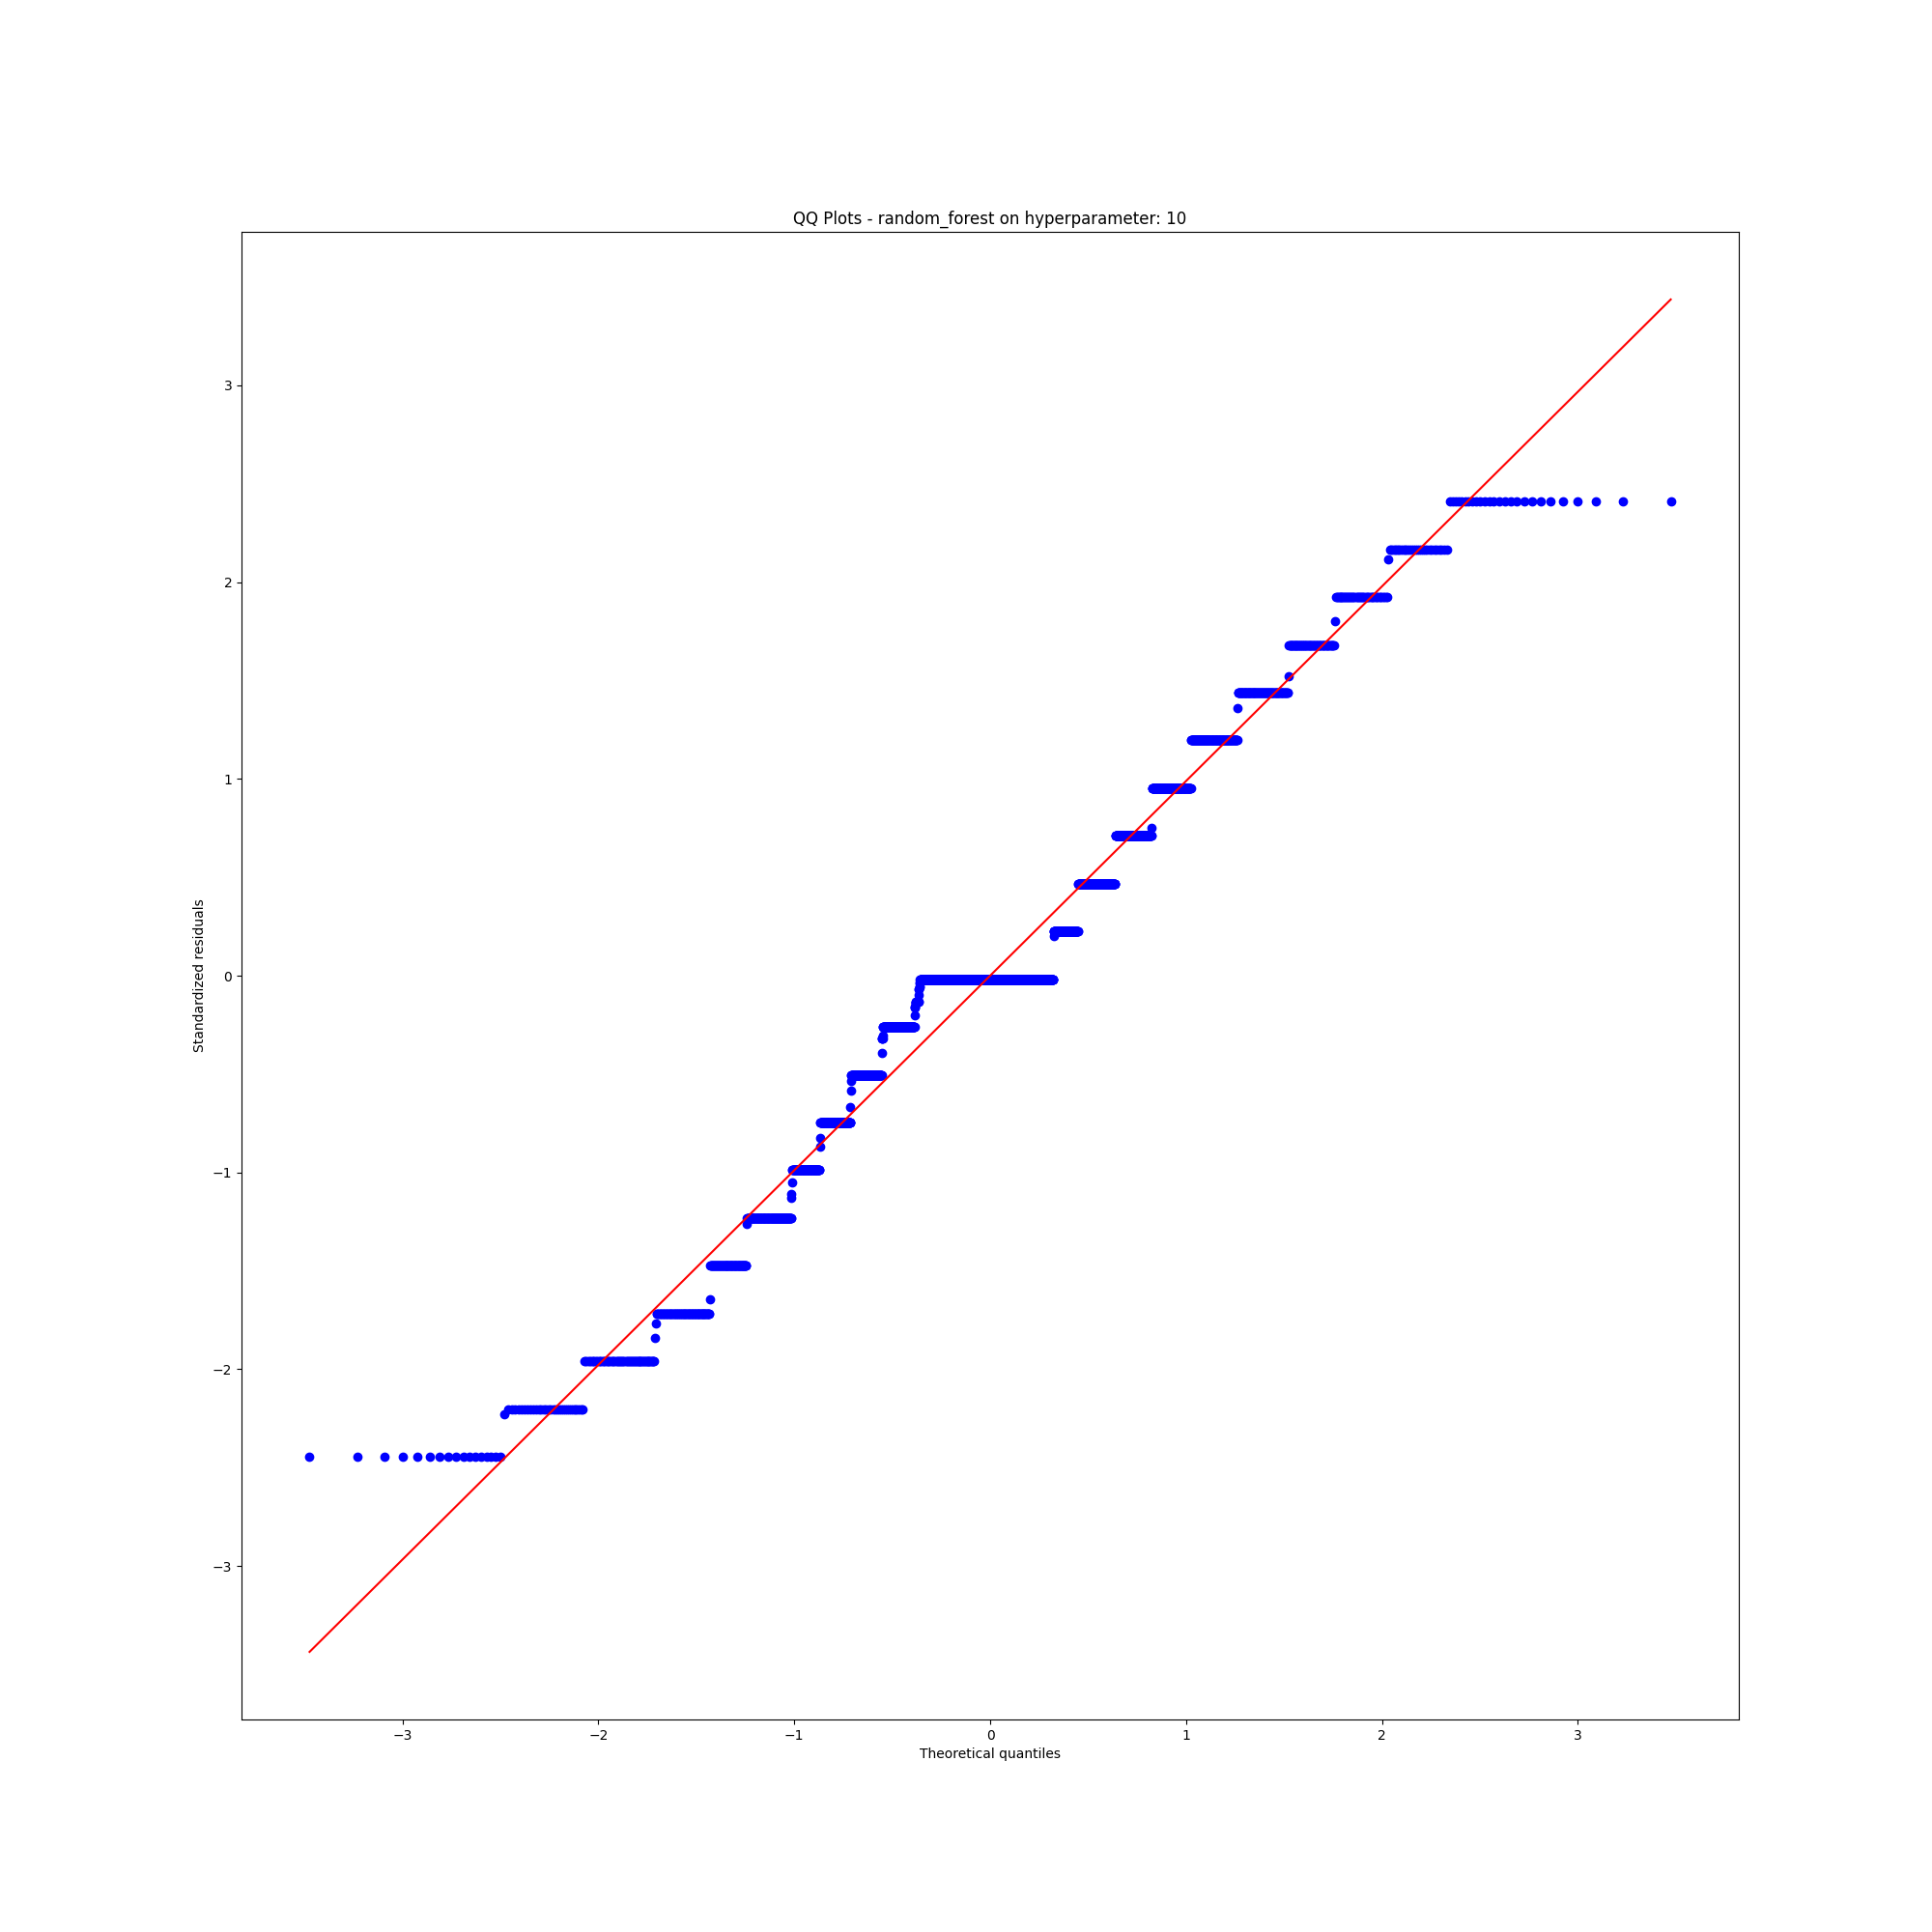 QQ Plots - random_forest on hyperparameter: 10
3
2
1
0
−1
−2
−3
Standardized residuals
−3 −2 −1 0 1 2 3
Theoretical quantiles